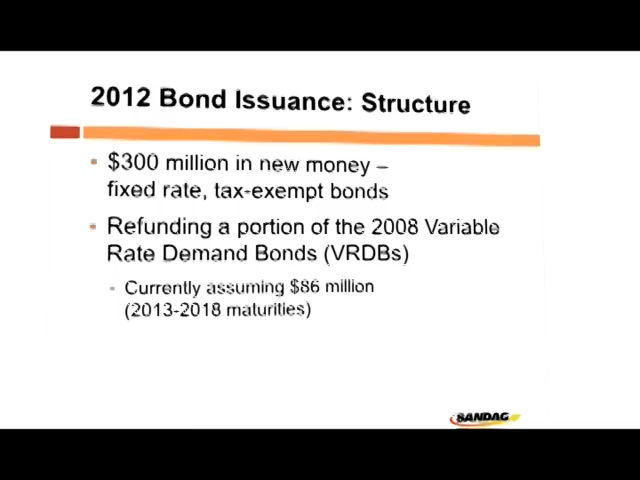 2012 Bond Issuance: Structure
$300 million in new money –
fixed rate, tax-exempt bonds
Refunding a portion of the 2008 Variable
Rate Demand Bonds (VRDBs)
Currently assuming $86 million
(2013-2018 maturities)
SANDAG